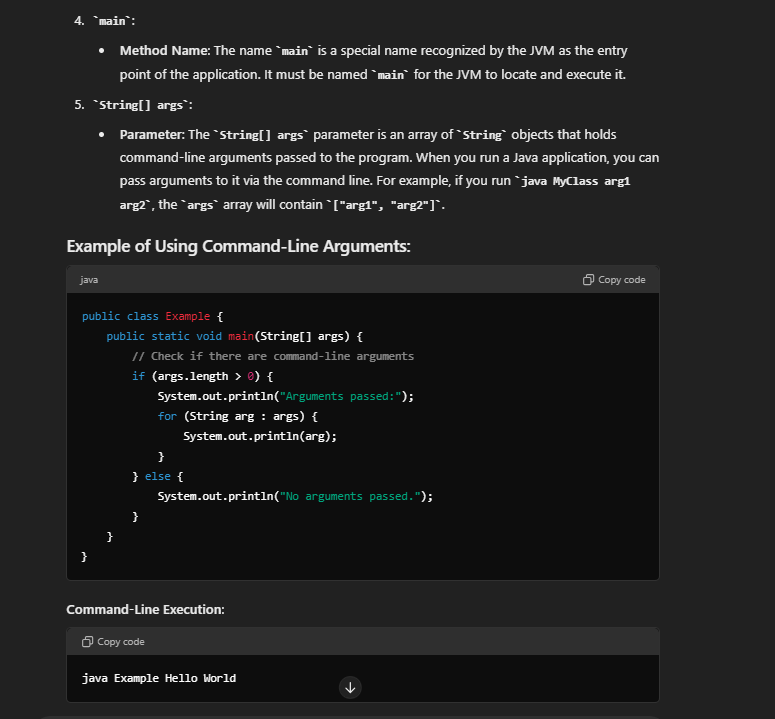 4. `main`:
• Method Name: The name `main` is a special name recognized by the JVM as the entry
point of the application. It must be named `main` for the JVM to locate and execute it.
5. `String[] args`:
• Parameter: The `String[] args` parameter is an array of `String` objects that holds
command-line arguments passed to the program. When you run a Java application, you can
pass arguments to it via the command line. For example, if you run `java MyClass arg1
arg2`, the `args` array will contain `["arg1", "arg2"]`.
Example of Using Command-Line Arguments:
java Copy code
public class Example {
    public static void main(String[] args) {
        // Check if there are command-line arguments
        if (args.length > 0) {
            System.out.println("Arguments passed:");
            for (String arg : args) {
                System.out.println(arg);
            }
        } else {
            System.out.println("No arguments passed.");
        }
    }
}
Command-Line Execution:
Copy code
java Example Hello World